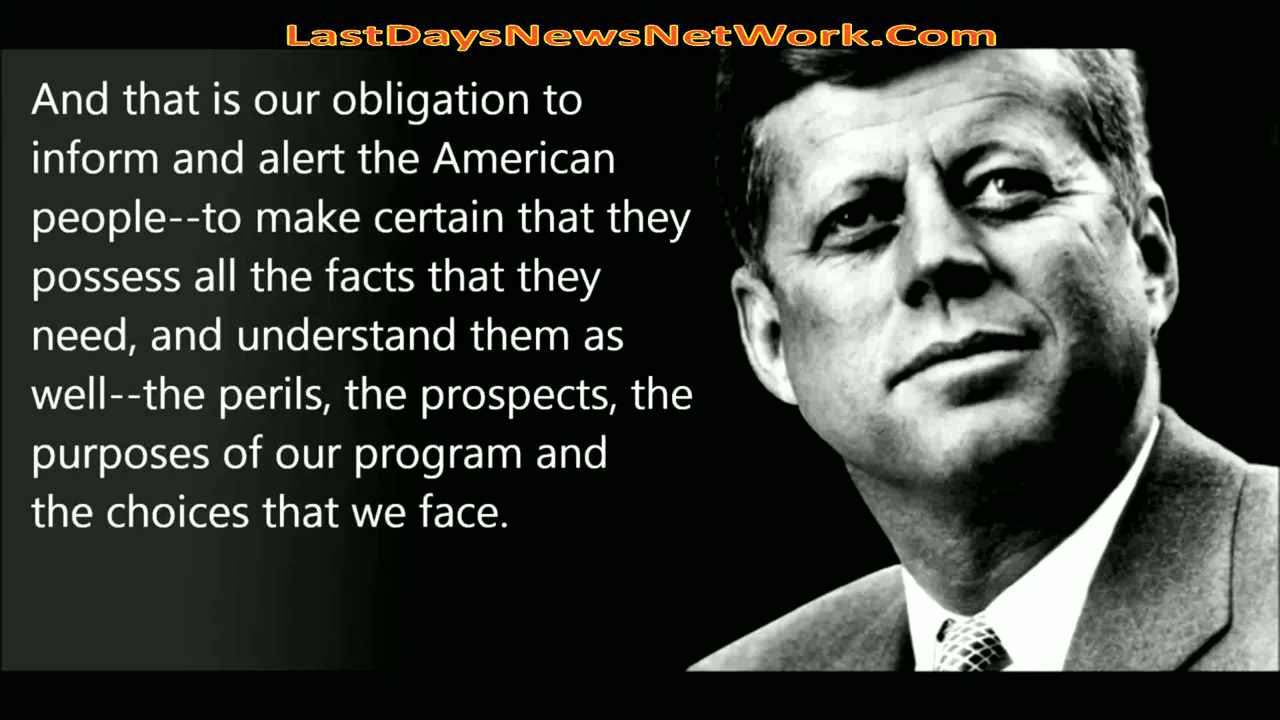 LastDaysNewsNetWork.Com
And that is our obligation to
inform and alert the American
people--to make certain that they
possess all the facts that they
need, and understand them as
well--the perils, the prospects, the
purposes of our program and
the choices that we face.